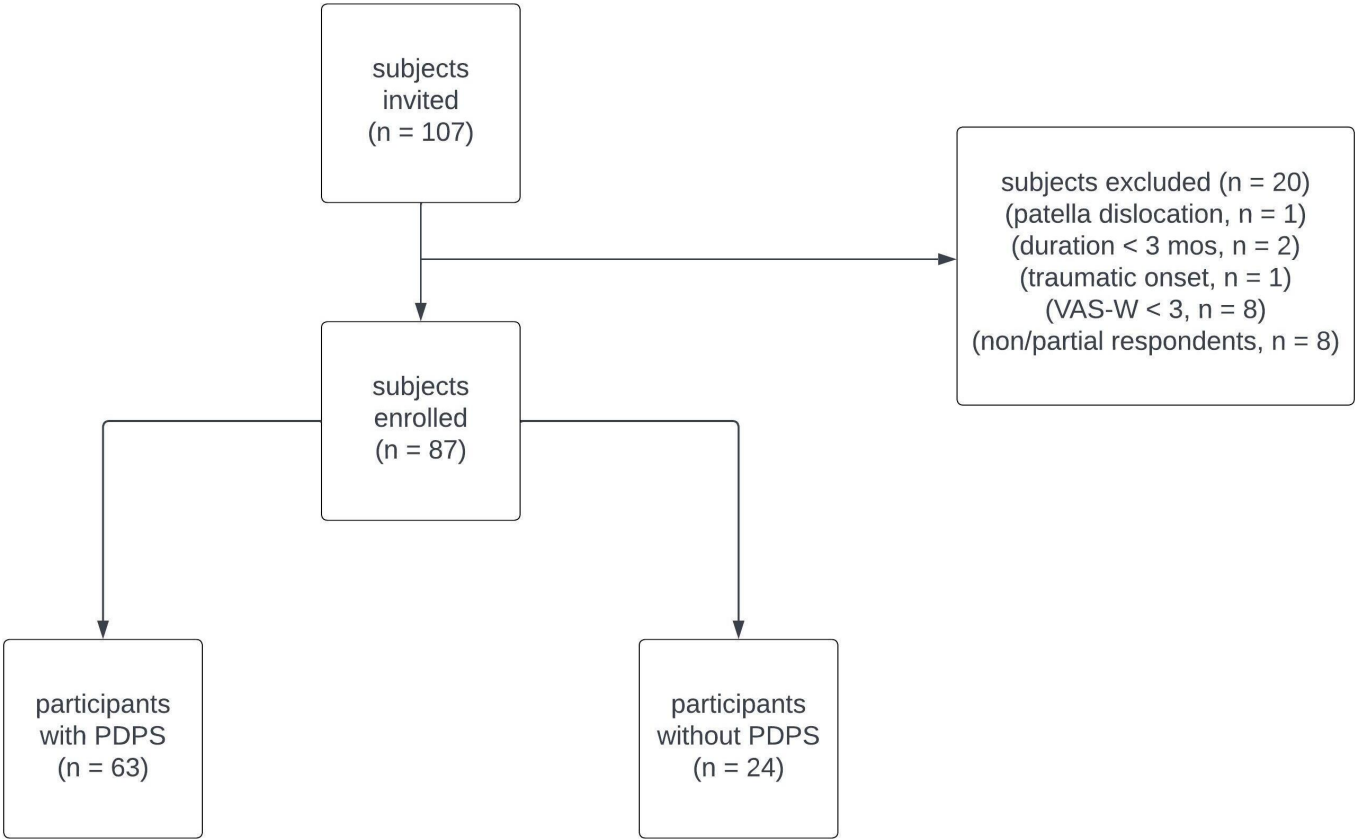 subjects
invited
(n = 107)
subjects excluded (n = 20)
(patella dislocation, n = 1)
(duration < 3 mos, n = 2)
(traumatic onset, n = 1)
(VAS-W < 3, n = 8)
(non/partial respondents, n = 8)
subjects
enrolled
(n = 87)
participants
with PDPS
(n = 63)
participants
without PDPS
(n = 24)